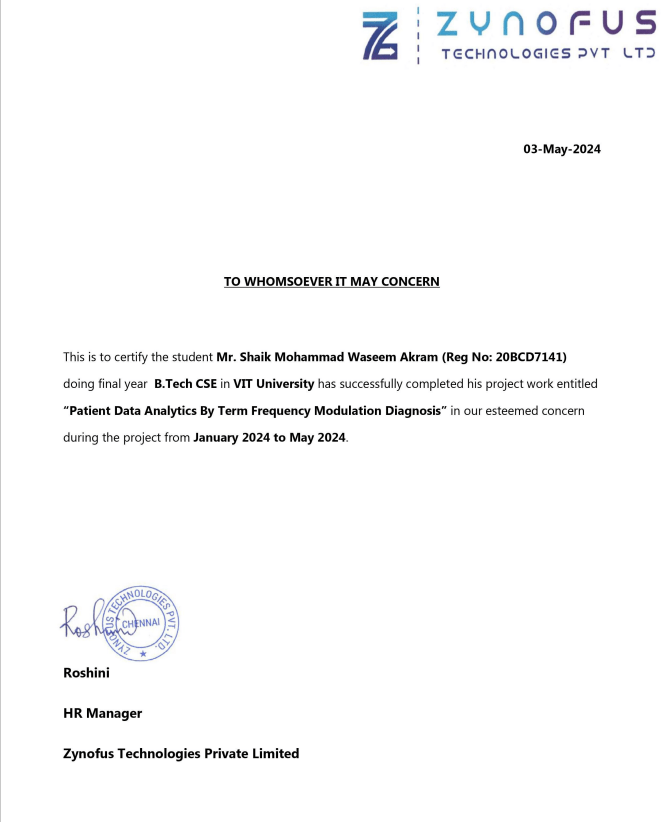 ZYNOFUS
TECHNOLOGIES PVT LTD
03-May-2024
TO WHOMSOEVER IT MAY CONCERN
This is to certify the student Mr. Shaik Mohammad Waseem Akram (Reg No: 20BCD7141)
doing final year B.Tech CSE in VIT University has successfully completed his project work entitled
“Patient Data Analytics By Term Frequency Modulation Diagnosis” in our esteemed concern
during the project from January 2024 to May 2024.
Roshini
ZYNOFUS TECHNOLOGIES PVT. LTD.
CHENNAI
Roshini
HR Manager
Zynofus Technologies Private Limited